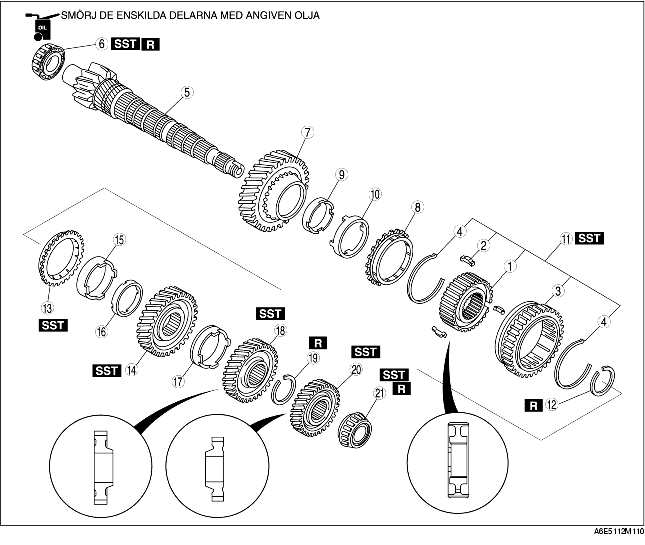 SMÖRJ DE ENSKILDA DELARNA MED ANGIVEN OLJA
OIL
6 SST R
5
7
9
10
8
4
2
11 SST
1
3
15
13
SST
16
18
SST
R
19
SST
20
SST
R
21
4
SST 14
17
R 12
A6E5112M110